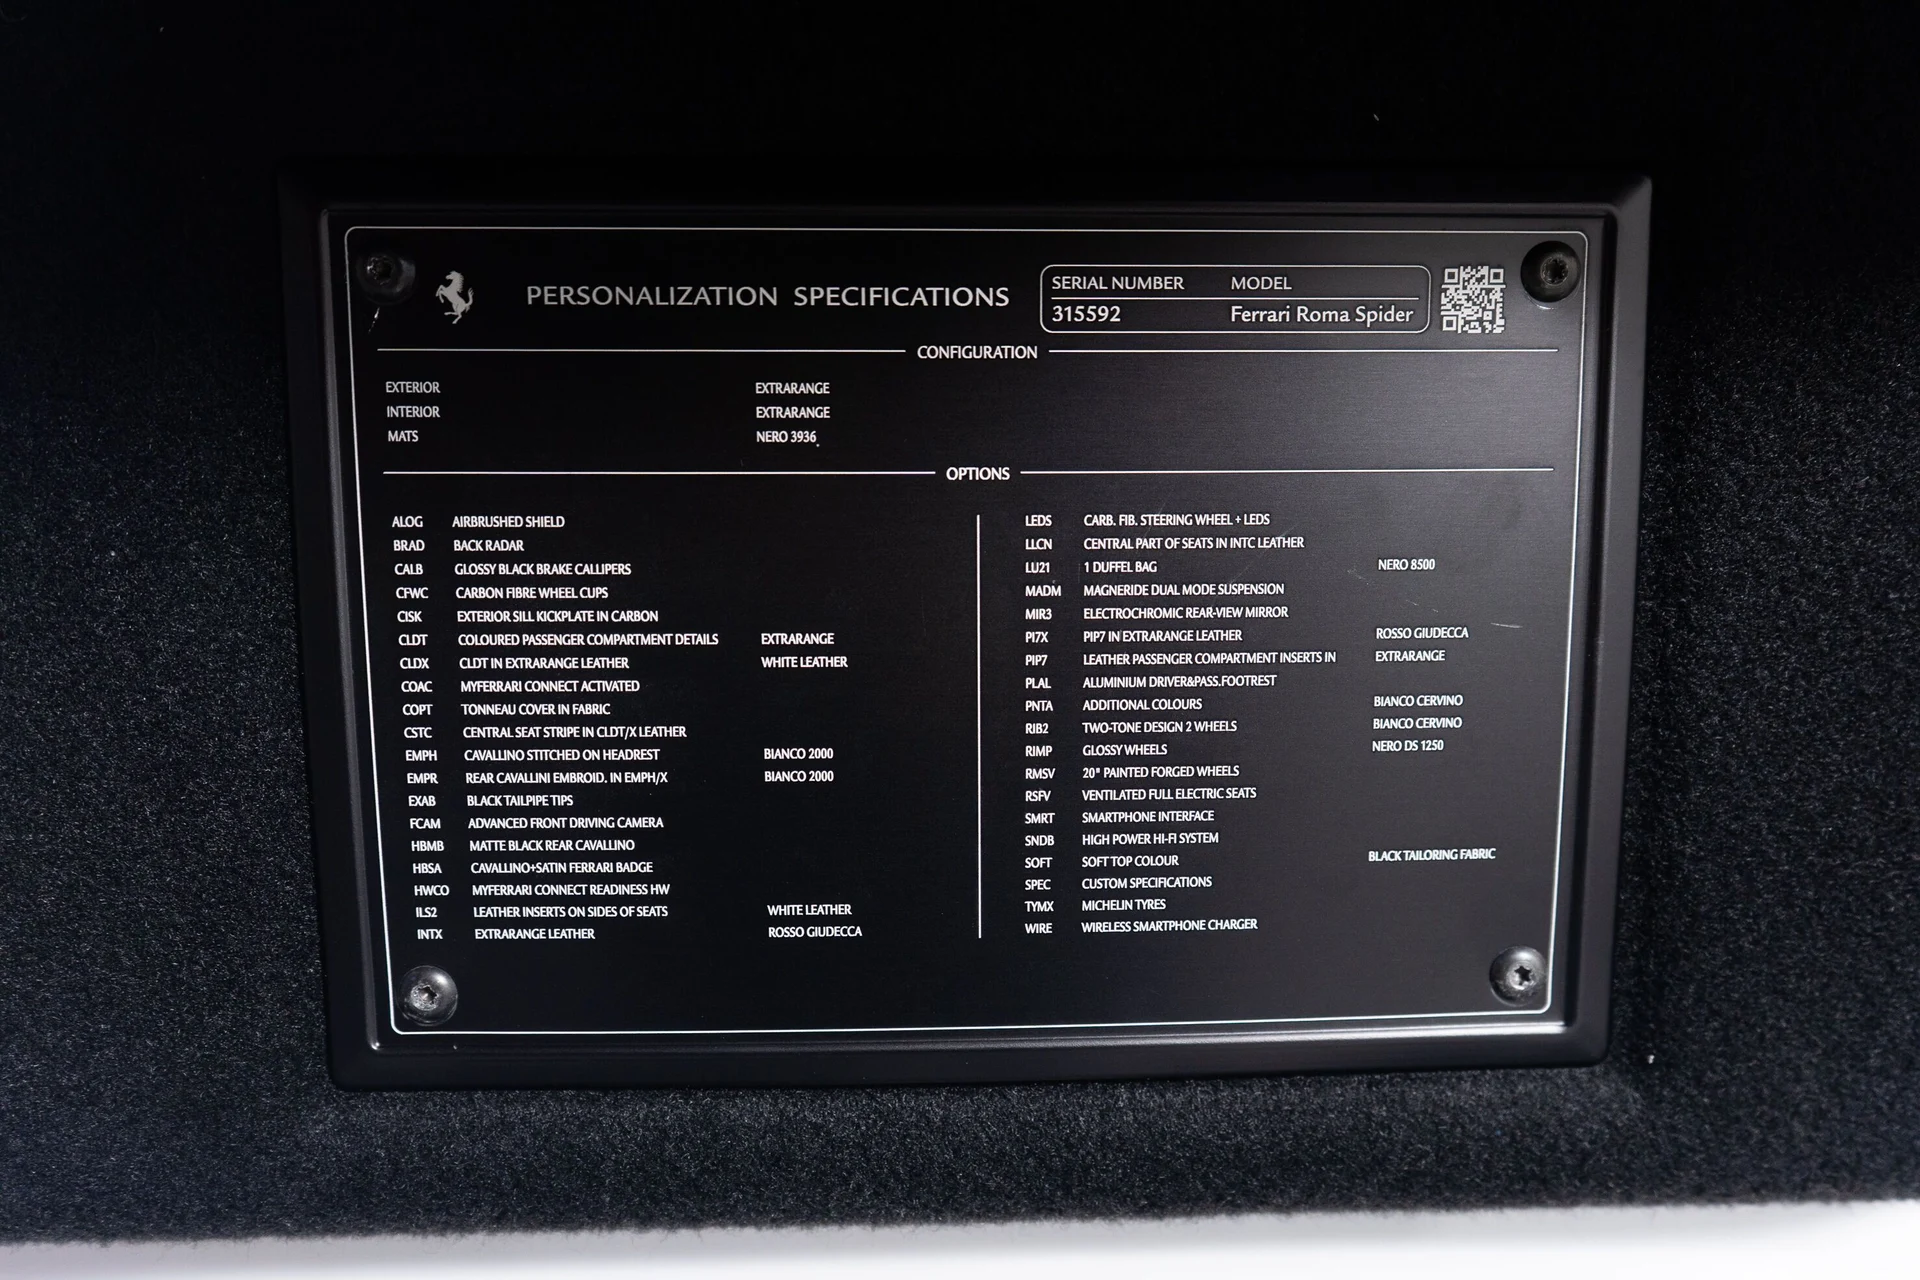 PERSONALIZATION SPECIFICATIONS
SERIAL NUMBER MODEL
315592 Ferrari Roma Spider
CONFIGURATION
EXTERIOR EXTRARANGE
INTERIOR EXTRARANGE
MATS NERO 3936
OPTIONS
ALOG AIRBRUSHED SHIELD
BRAD BACK RADAR
CALB GLOSSY BLACK BRAKE CALLIPERS
CFWC CARBON FIBRE WHEEL CUPS
CISK EXTERIOR SILL KICKPLATE IN CARBON
CLDT COLOURED PASSENGER COMPARTMENT DETAILS EXTRARANGE
CLDX CLDT IN EXTRARANGE LEATHER WHITE LEATHER
COAC MYFERRARI CONNECT ACTIVATED
COPT TONNEAU COVER IN FABRIC
CSTC CENTRAL SEAT STRIPE IN CLDT/X LEATHER
EMPH CAVALLINO STITCHED ON HEADREST BIANCO 2000
EMPR REAR CAVALLINI EMBROID. IN EMPH/X BIANCO 2000
EXAB BLACK TAILPIPE TIPS
FCAM ADVANCED FRONT DRIVING CAMERA
HBMB MATTE BLACK REAR CAVALLINO
HBSA CAVALLINO+SATIN FERRARI BADGE
HWCO MYFERRARI CONNECT READINESS HW
ILS2 LEATHER INSERTS ON SIDES OF SEATS WHITE LEATHER
INTX EXTRARANGE LEATHER ROSSO GIUDECCA
LEDS CARB. FIB. STEERING WHEEL + LEDS
LLCN CENTRAL PART OF SEATS IN INTC LEATHER
LU21 1 DUFFEL BAG NERO 8500
MADM MAGNERIDE DUAL MODE SUSPENSION
MIR3 ELECTROCHROMIC REAR-VIEW MIRROR
PI7X PIP7 IN EXTRARANGE LEATHER ROSSO GIUDECCA
PIP7 LEATHER PASSENGER COMPARTMENT INSERTS IN EXTRARANGE
PLAL ALUMINIUM DRIVER&PASS.FOOTREST
PNTA ADDITIONAL COLOURS BIANCO CERVINO
RIB2 TWO-TONE DESIGN 2 WHEELS BIANCO CERVINO
RIMP GLOSSY WHEELS NERO DS 1250
RMSV 20" PAINTED FORGED WHEELS
RSFV VENTILATED FULL ELECTRIC SEATS
SMRT SMARTPHONE INTERFACE
SNDB HIGH POWER HI-FI SYSTEM
SOFT SOFT TOP COLOUR BLACK TAILORING FABRIC
SPEC CUSTOM SPECIFICATIONS
TYMX MICHELIN TYRES
WIRE WIRELESS SMARTPHONE CHARGER